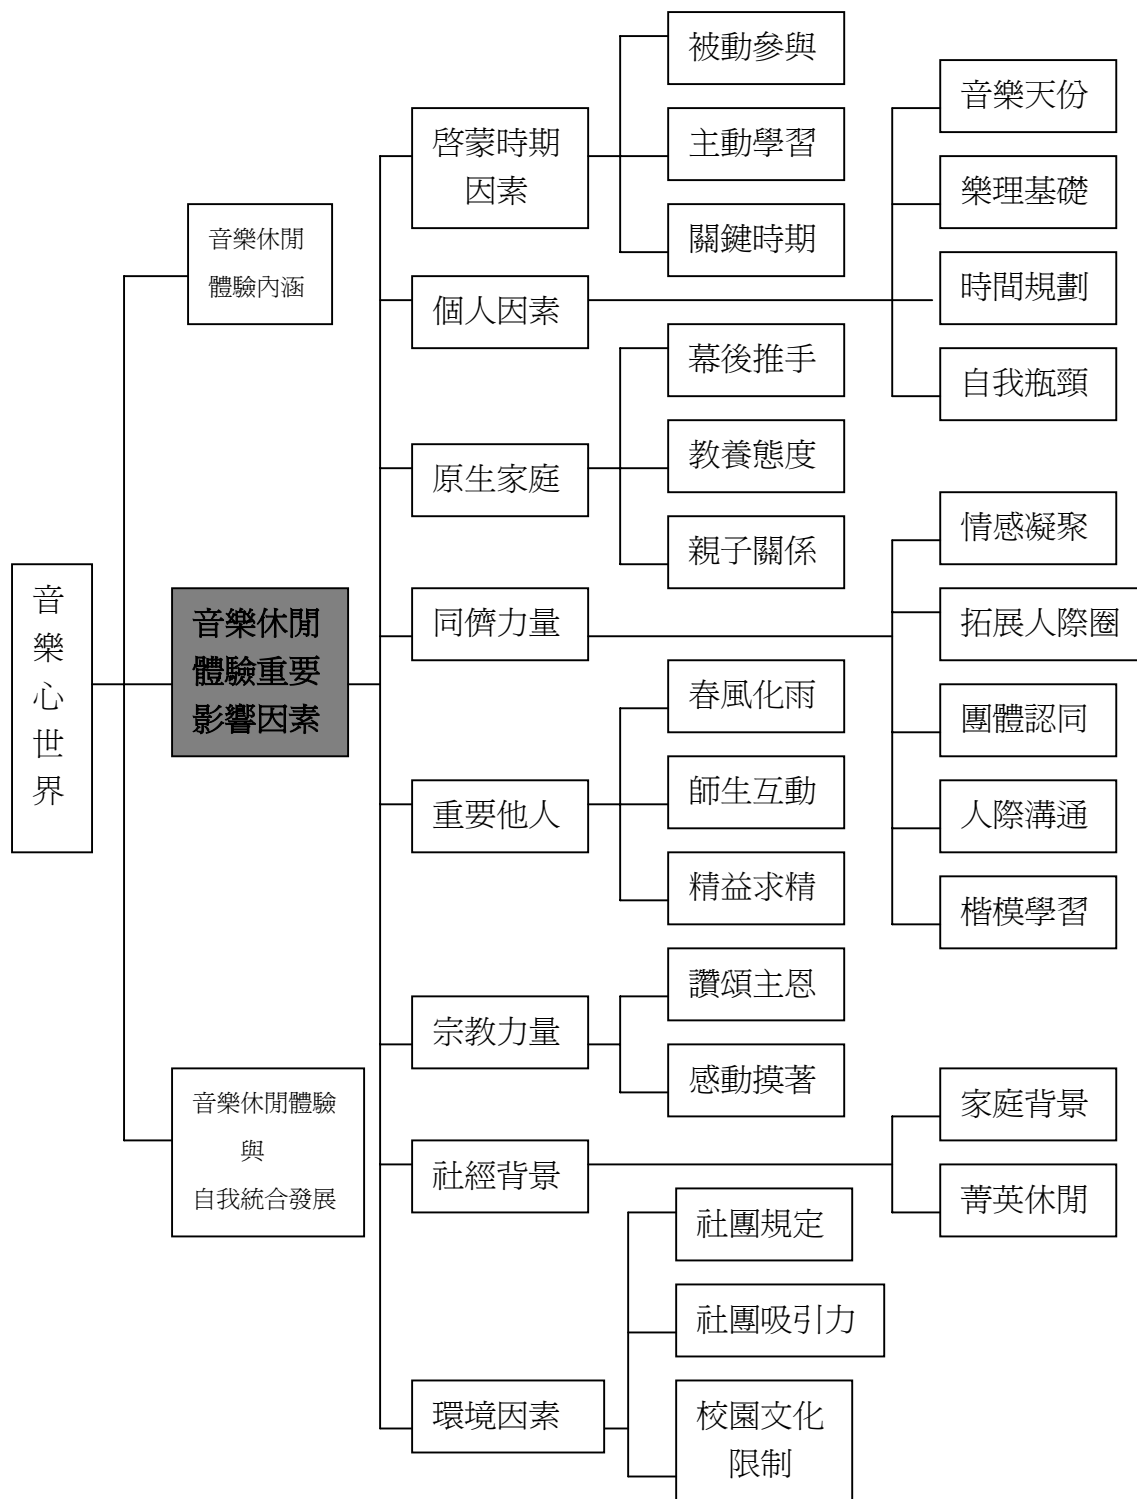 音樂心世界
音樂休閒
體驗內涵
音樂休閒
體驗重要
影響因素
音樂休閒體驗
與
自我統合發展
啓蒙時期
因素
被動參與
主動學習
關鍵時期
個人因素
音樂天份
樂理基礎
時間規劃
自我瓶頸
原生家庭
幕後推手
教養態度
親子關係
同儕力量
情感凝聚
拓展人際圈
團體認同
人際溝通
楷模學習
重要他人
春風化雨
師生互動
精益求精
宗教力量
讚頌主恩
感動摸著
社經背景
家庭背景
菁英休閒
環境因素
社團規定
社團吸引力
校園文化
限制